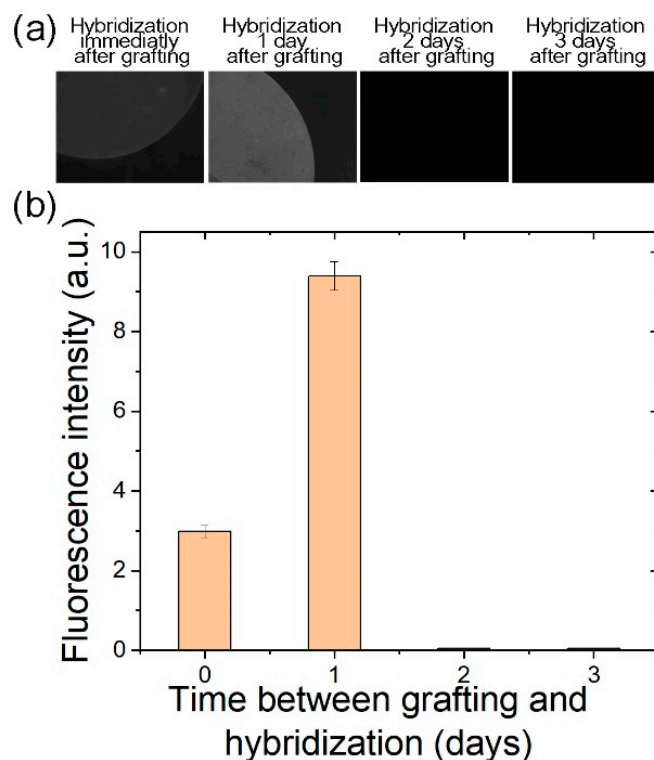 (a)
Hybridization
immediatly
after grafting
Hybridization
1 day
after grafting
Hybridization
2 days
after grafting
Hybridization
3 days
after grafting
(b)
Fluorescence intensity (a.u.)
10
8
6
4
2
0
0 1 2 3
Time between grafting and
hybridization (days)